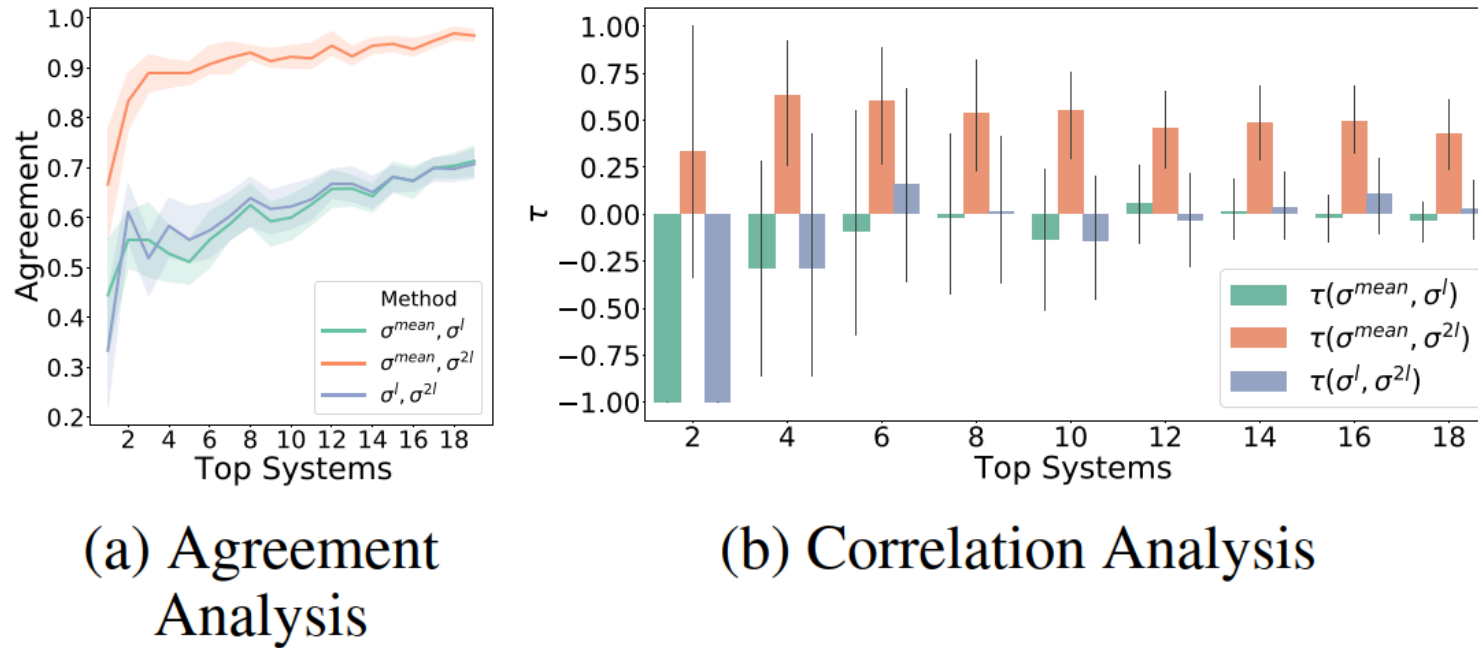 1.0
0.9
0.8
0.7
0.6
0.5
0.4
0.3
0.2
Agreement
Method
σ^mean, σ^l
σ^mean, σ^2l
σ^l, σ^2l
2 4 6 8 10 12 14 16 18
Top Systems
(a) Agreement
Analysis
1.00
0.75
0.50
0.25
0.00
−0.25
−0.50
−0.75
−1.00
τ
τ(σ^mean, σ^l)
τ(σ^mean, σ^2l)
τ(σ^l, σ^2l)
2 4 6 8 10 12 14 16 18
Top Systems
(b) Correlation Analysis